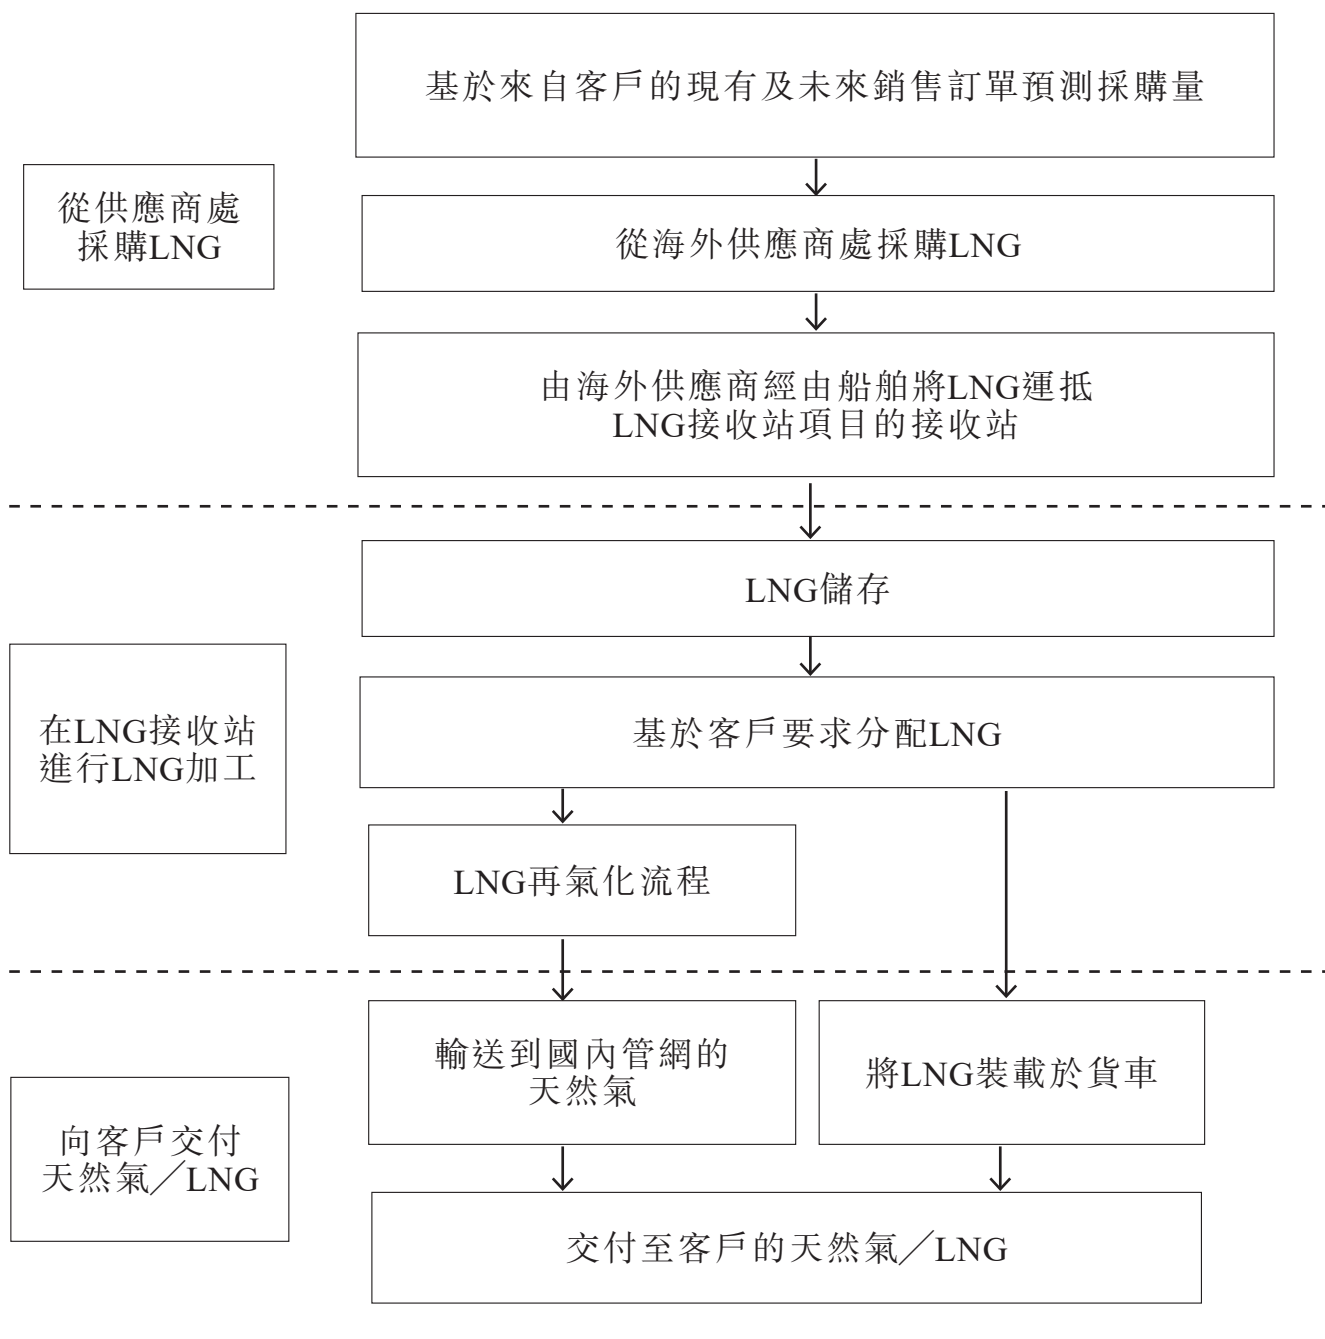 基於來自客戶的現有及未來銷售訂單預測採購量
從供應商處
採購LNG
從海外供應商處採購LNG
由海外供應商經由船舶將LNG運抵
LNG接收站項目的接收站
LNG儲存
在LNG接收站
進行LNG加工
基於客戶要求分配LNG
LNG再氣化流程
輸送到國內管網的
天然氣
將LNG裝載於貨車
向客戶交付
天然氣／LNG
交付至客戶的天然氣／LNG